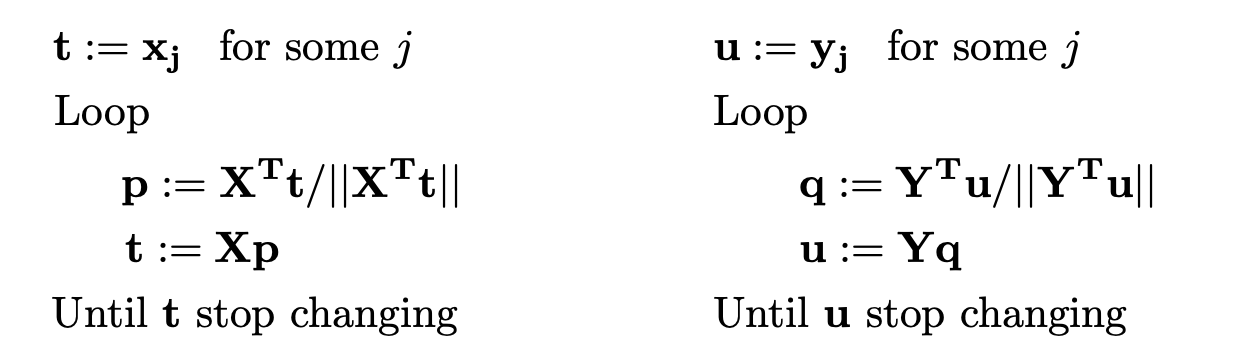 t := x_j for some j
Loop
p := X^T t/||X^T t||
t := Xp
Until t stop changing
u := y_j for some j
Loop
q := Y^T u/||Y^T u||
u := Yq
Until u stop changing